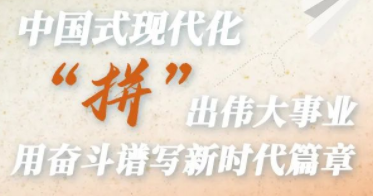 中国式现代化
“拼”
出伟大事业
用奋斗谱写新时代篇章